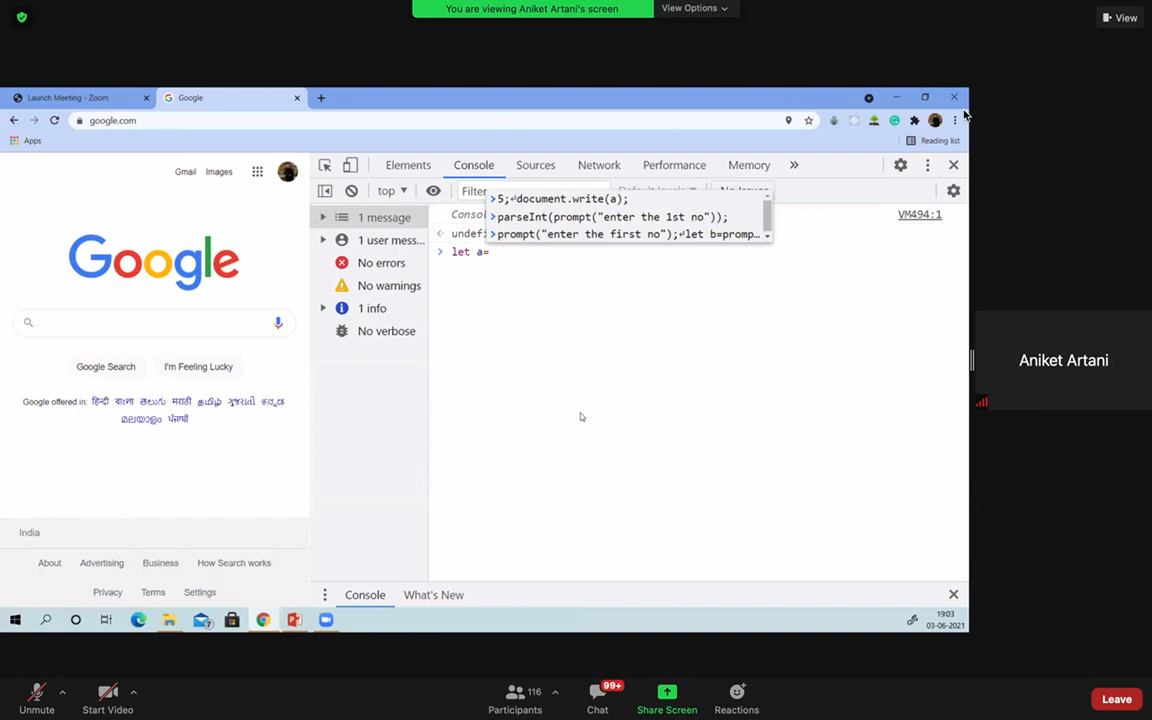 You are viewing Aniket Artani's screen
View Options
View
Launch Meeting - Zoom
Google
google.com
Apps
Reading list
Gmail
Images
Elements
Console
Sources
Network
Performance
Memory
top
Filter
1 message
1 user mess...
No errors
No warnings
1 info
No verbose
VM494:1
5;↵document.write(a);
parseInt(prompt("enter the 1st no"));
prompt("enter the first no");↵let b=promp…
undefi
let a=
Google
Google Search
I'm Feeling Lucky
Google offered in: हिन्दी বাংলা తెలుగు मराठी தமிழ் ગુજરાતી ಕನ್ನಡ
മലയാളം ਪੰਜਾਬੀ
India
About
Advertising
Business
How Search works
Privacy
Terms
Settings
Console
What's New
7
19:03
03-06-2021
Aniket Artani
Unmute
Start Video
116
Participants
99+
Chat
Share Screen
Reactions
Leave